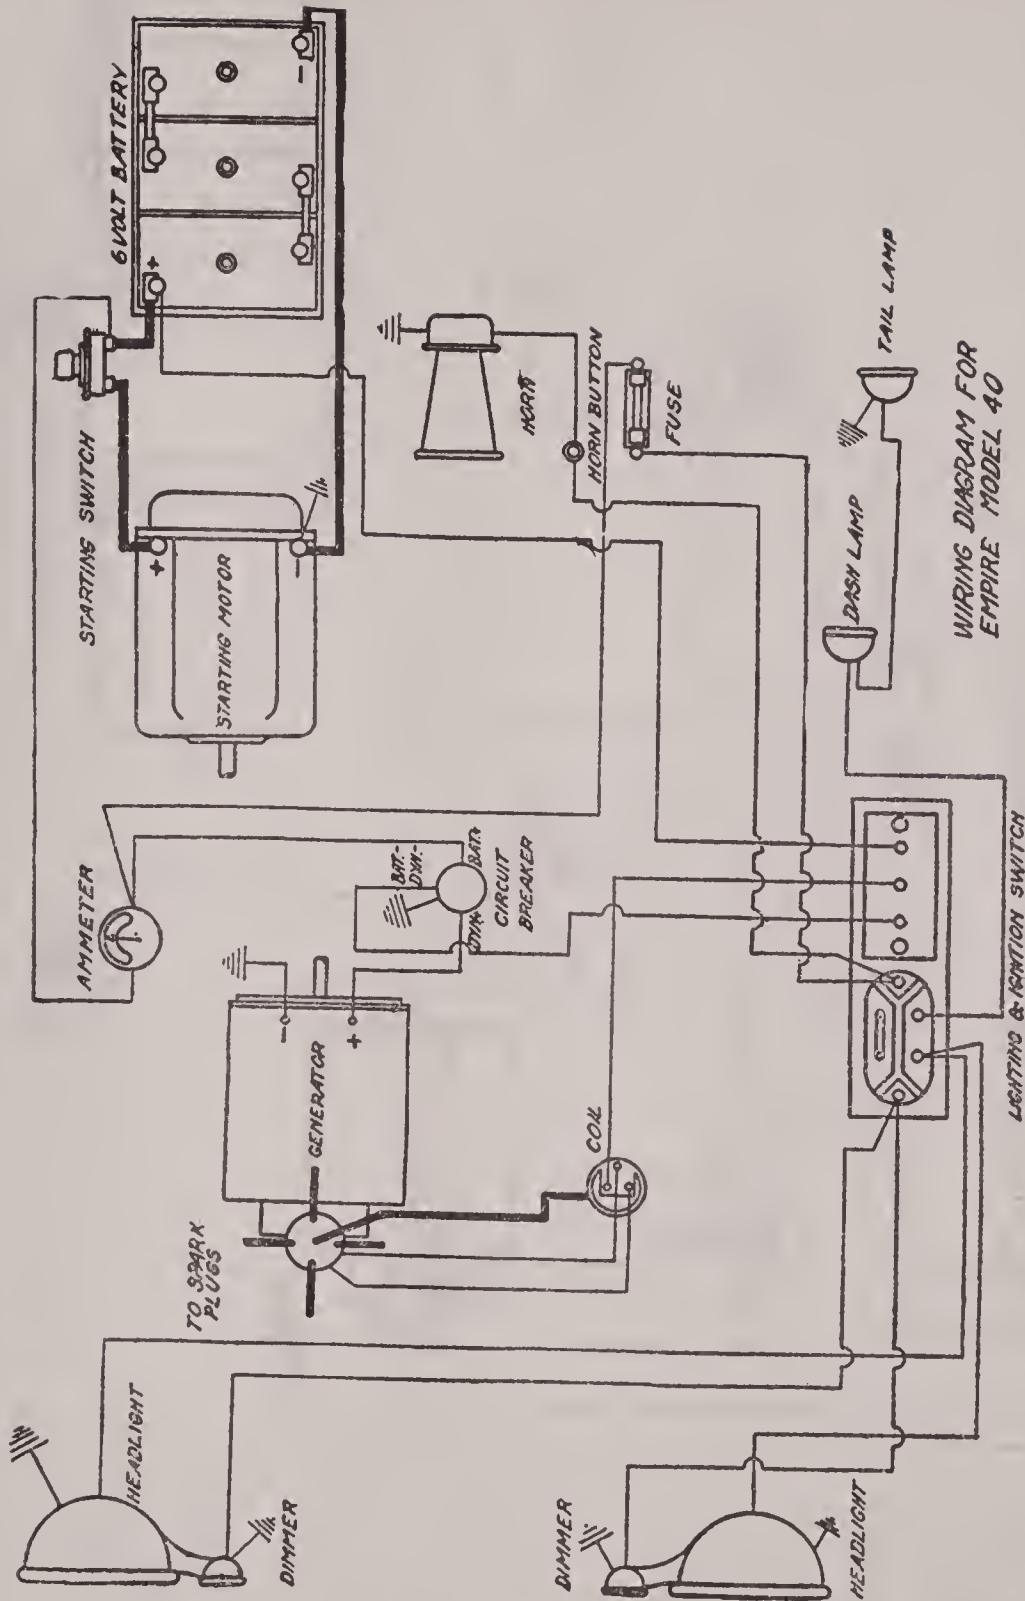 6 VOLT BATTERY
+
-
STARTING SWITCH
+
-
STARTING MOTOR
HORN
HORN BUTTON
FUSE
TAIL LAMP
DASH LAMP
WIRING DIAGRAM FOR
EMPIRE MODEL 40
AMMETER
BAT.-
DYN.-
BAT.+
DYN.+
CIRCUIT
BREAKER
-
+
GENERATOR
COIL
TO SPARK
PLUGS
LIGHTING & IGNITION SWITCH
HEADLIGHT
DIMMER
DIMMER
HEADLIGHT